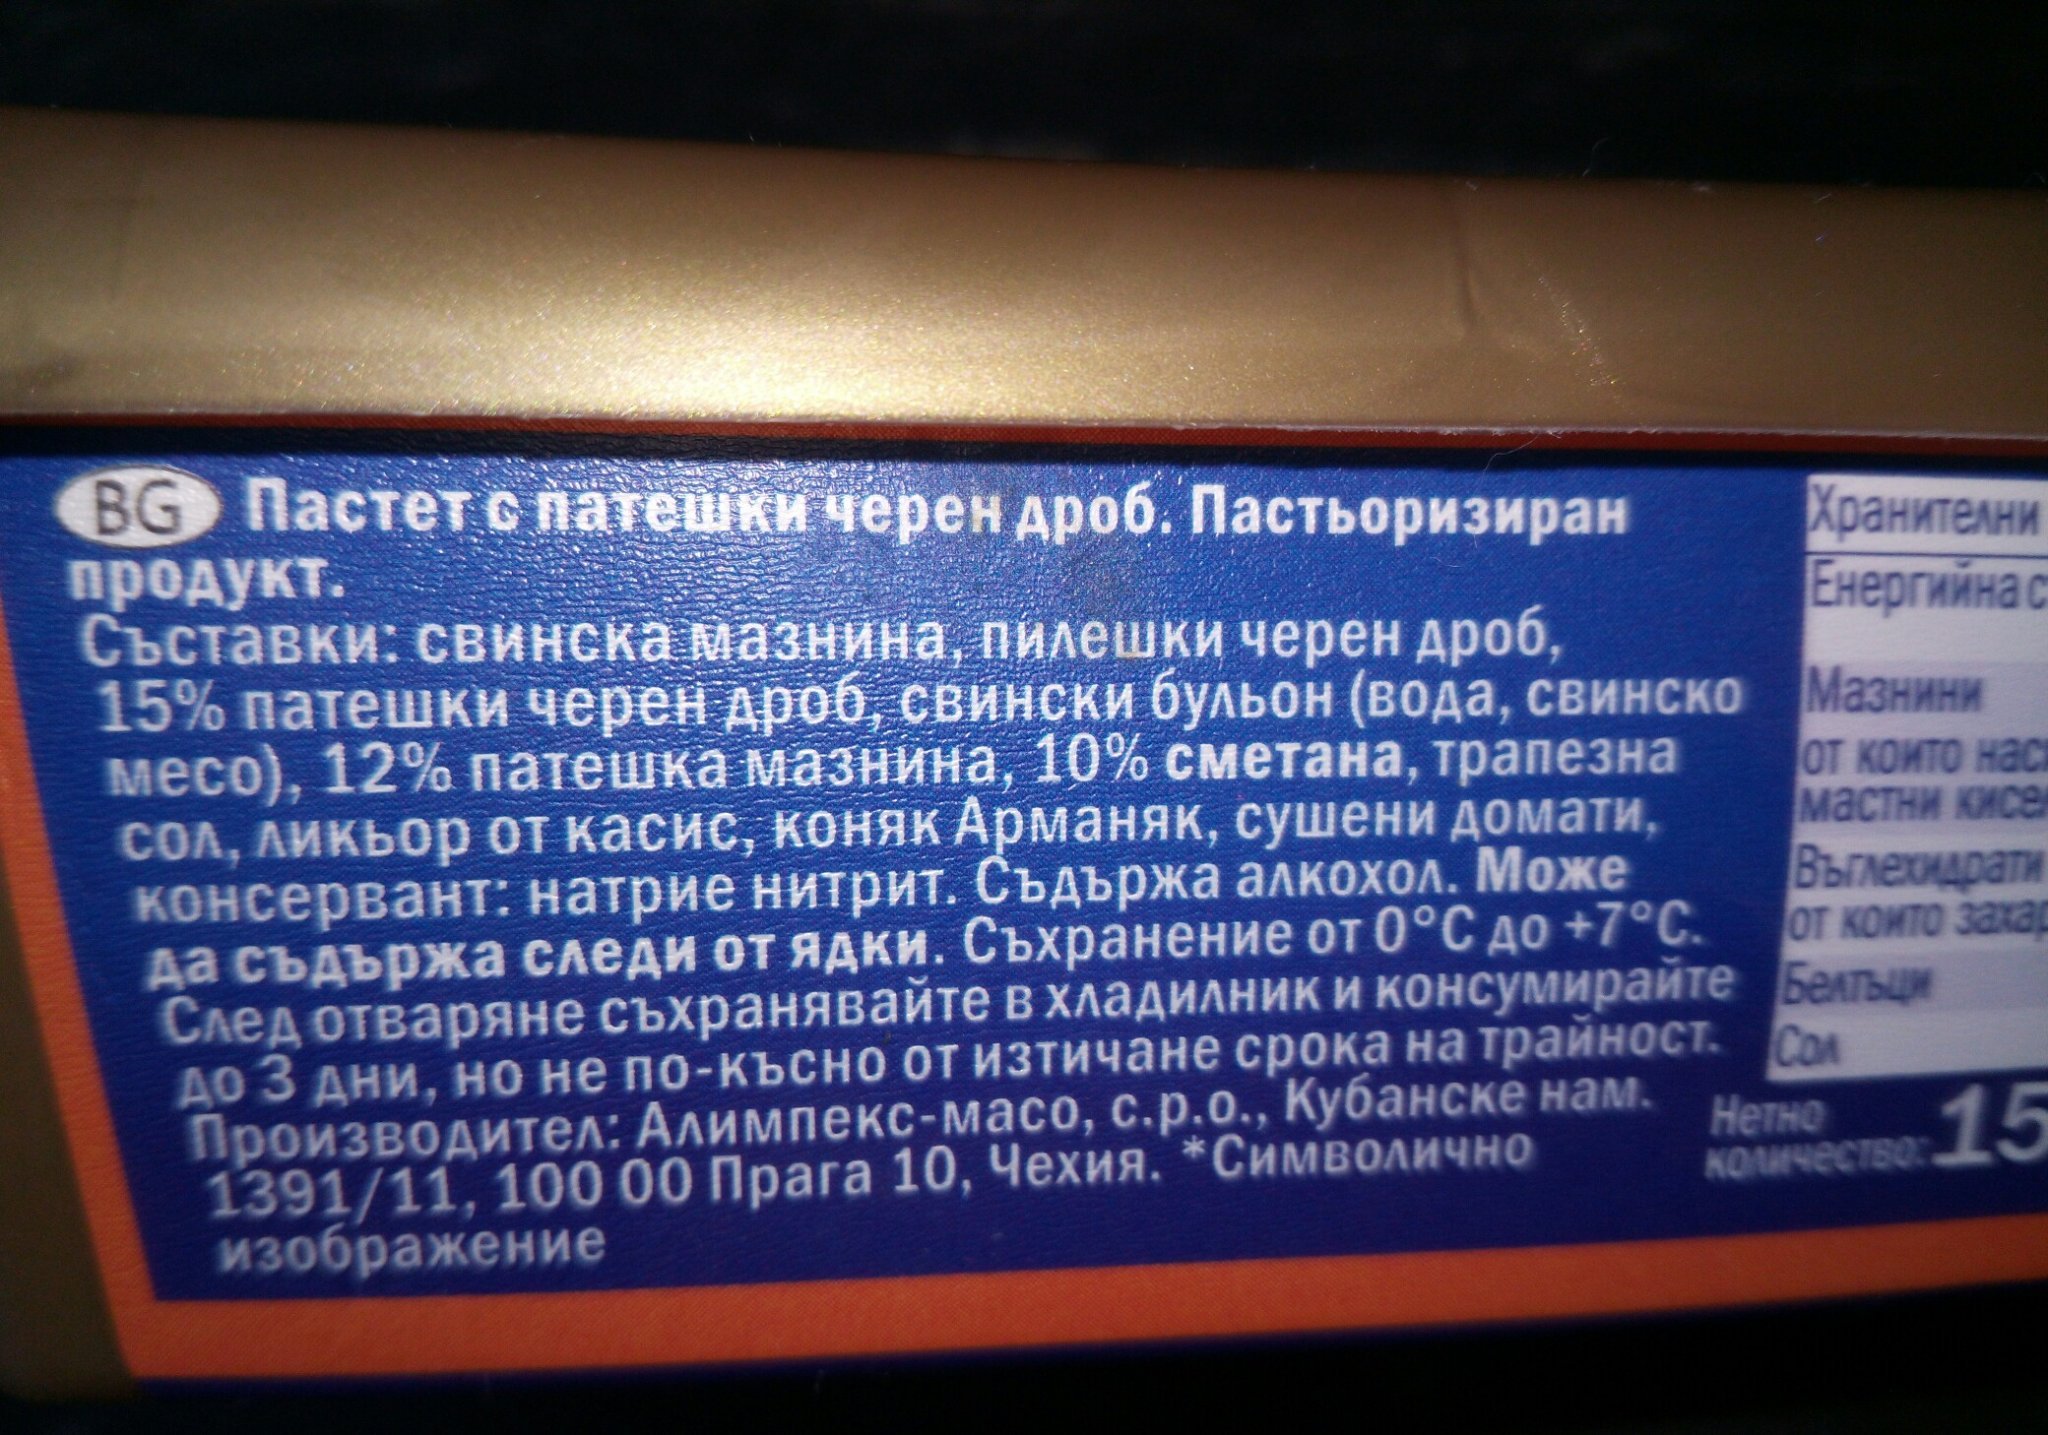 BG Пастет с патешки черен дроб. Пастьоризиран
продукт.
Съставки: свинска мазнина, пилешки черен дроб,
15% патешки черен дроб, свински бульон (вода, свинско
месо), 12% патешка мазнина, 10% сметана, трапезна
сол, ликьор от касис, коняк Арманяк, сушени домати,
консервант: натрие нитрит. Съдържа алкохол. Може
да съдържа следи от ядки. Съхранение от 0°C до +7°C.
След отваряне съхранявайте в хладилник и консумирайте
до 3 дни, но не по-късно от изтичане срока на трайност.
Производител: Алимпекс-масо, с.р.о., Кубанске нам.
1391/11, 100 00 Прага 10, Чехия. *Символично
изображение
Хранителни
Енергийна
Мазнини
от които
мастни
Въглехидрати
от които
Белтъци
Сол
Нетно
количество: